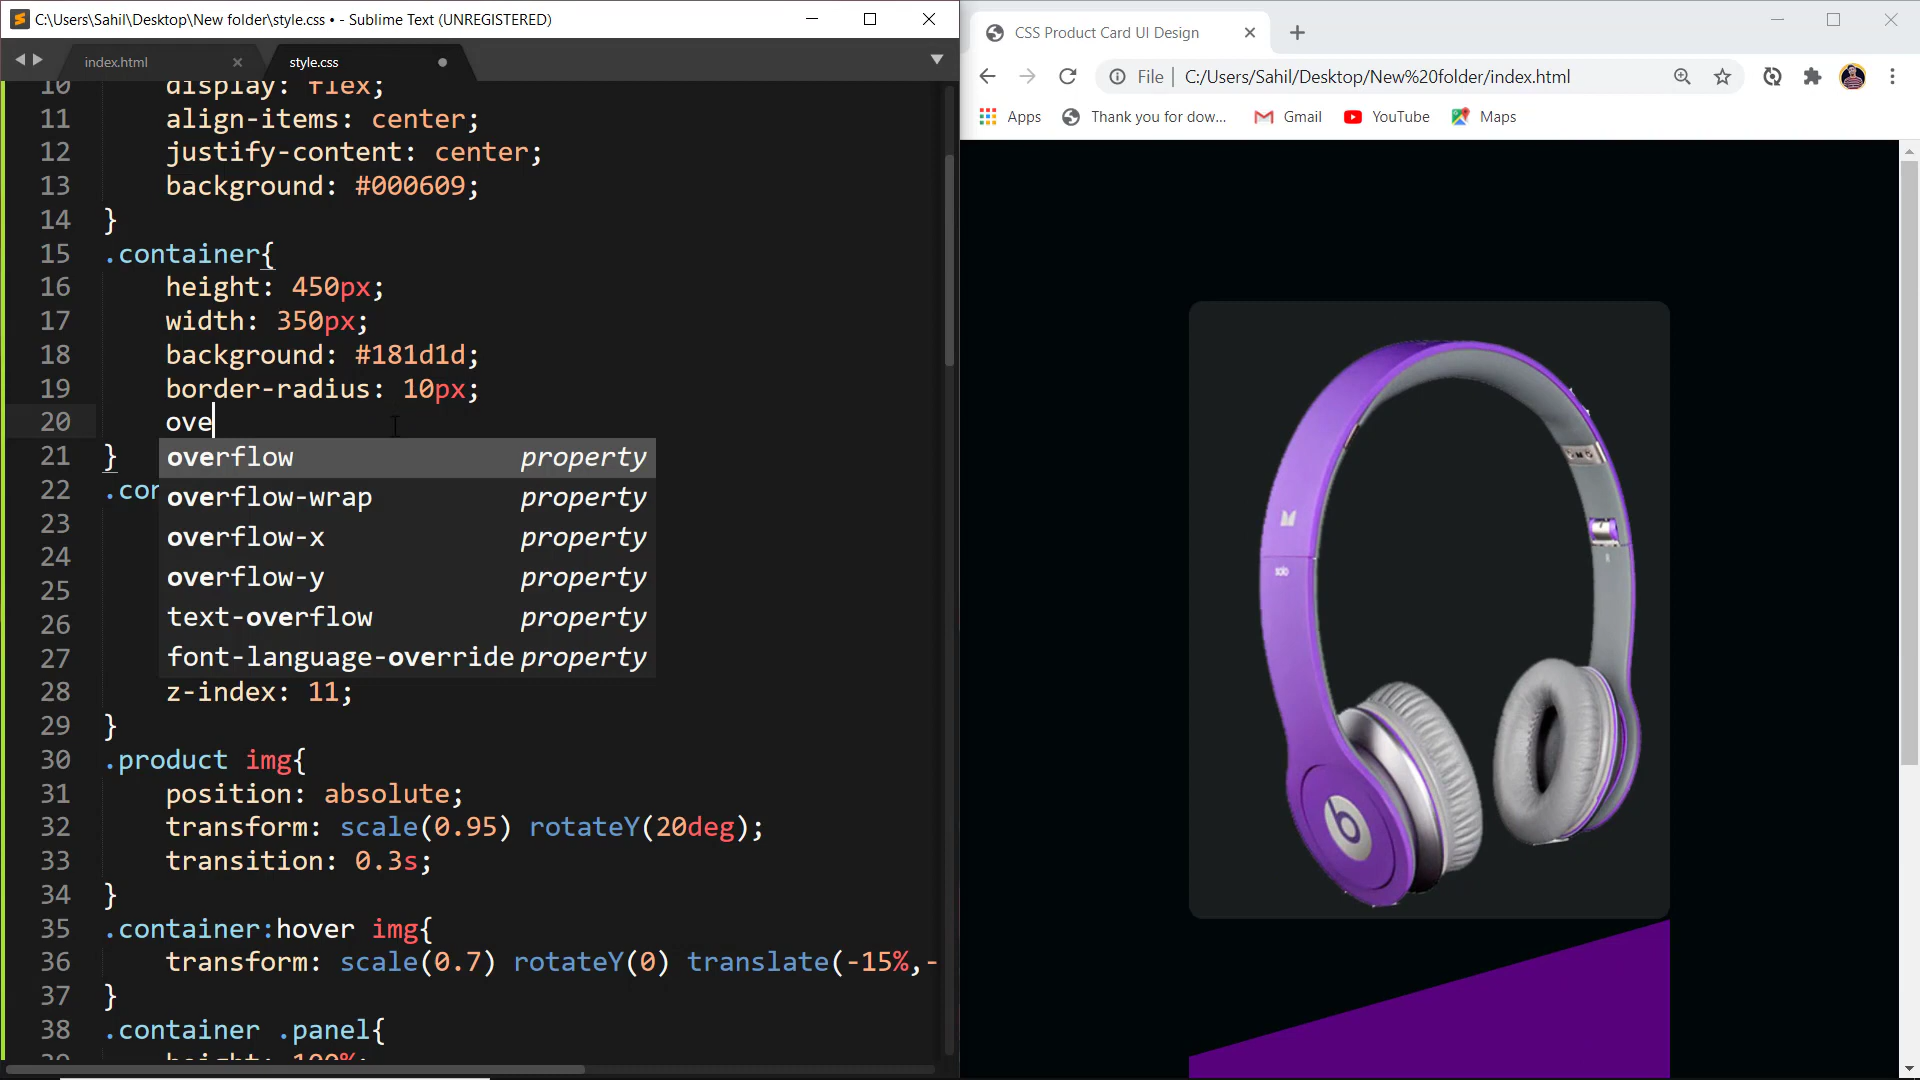 C:\Users\Sahil\Desktop\New folder\style.css • - Sublime Text (UNREGISTERED)
index.html
style.css
10 display: flex;
11 align-items: center;
12 justify-content: center;
13 background: #000609;
14 }
15 .container{
16 height: 450px;
17 width: 350px;
18 background: #181d1d;
19 border-radius: 10px;
20 ove
21 }
overflow property
22 .con
overflow-wrap property
23
overflow-x property
24
overflow-y property
25
text-overflow property
26
font-language-override property
27
28 z-index: 11;
29 }
30 .product img{
31 position: absolute;
32 transform: scale(0.95) rotateY(20deg);
33 transition: 0.3s;
34 }
35 .container:hover img{
36 transform: scale(0.7) rotateY(0) translate(-15%,-
37 }
38 .container .panel{
39 height: 100%;
CSS Product Card UI Design
File | C:/Users/Sahil/Desktop/New%20folder/index.html
Apps
Thank you for dow...
Gmail
YouTube
Maps
solo
b